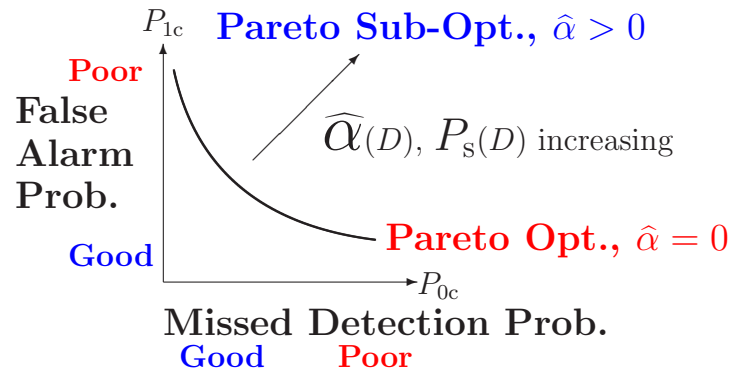 P₁c
Pareto Sub-Opt., α̂ > 0
Poor
False
Alarm
Prob.
α̂(D), Pₛ(D) increasing
Pareto Opt., α̂ = 0
Good
P₀c
Missed Detection Prob.
Good Poor